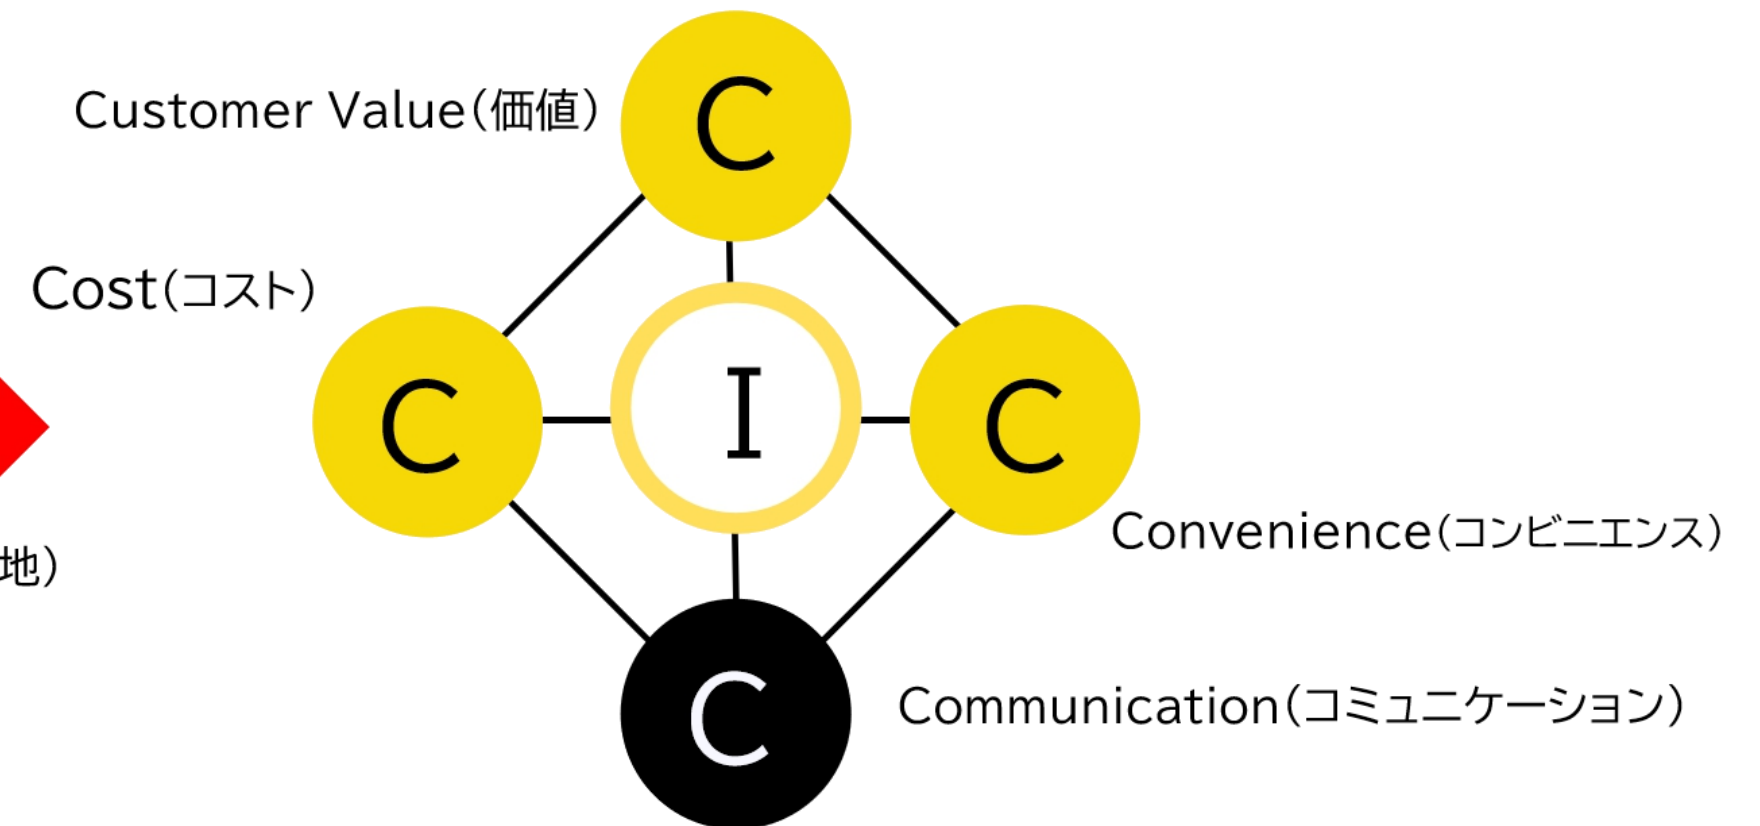 C
Customer Value(価値)
Cost(コスト)
C
I
C
Convenience(コンビニエンス)
地)
C
Communication(コミュニケーション)